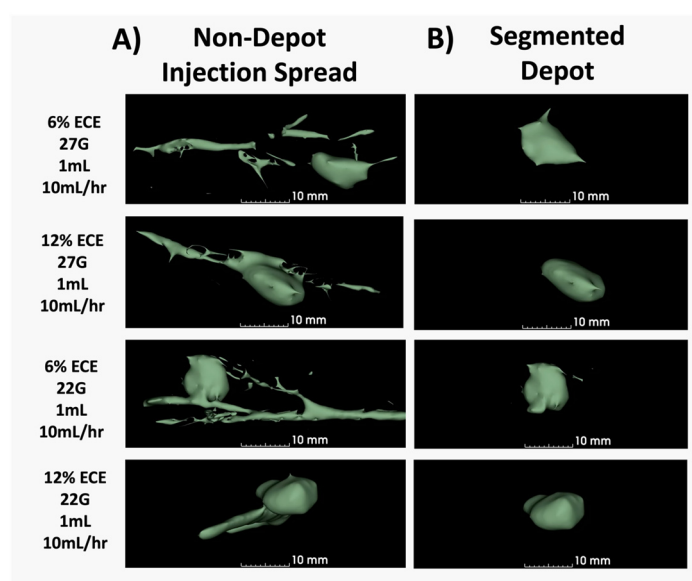 A) Non-Depot
Injection Spread
B) Segmented
Depot
6% ECE
27G
1mL
10mL/hr
10 mm
10 mm
12% ECE
27G
1mL
10mL/hr
10 mm
10 mm
6% ECE
22G
1mL
10mL/hr
10 mm
10 mm
12% ECE
22G
1mL
10mL/hr
10 mm
10 mm